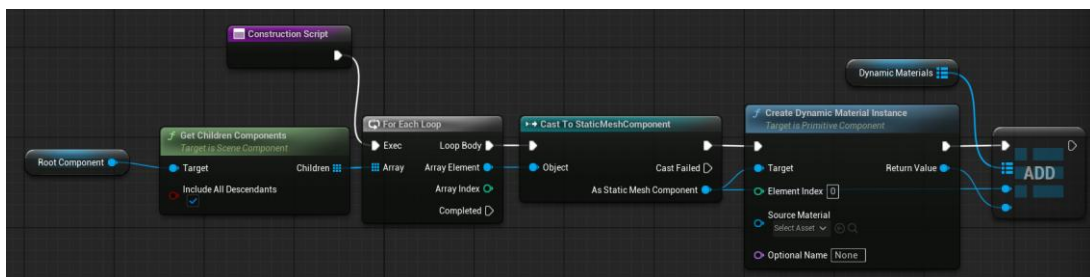 Construction Script
Dynamic Materials
Get Children Components
Target is Scene Component
For Each Loop
Cast To StaticMeshComponent
Create Dynamic Material Instance
Target is Primitive Component
Exec
Loop Body
Root Component
Target
Children
Array
Array Element
Object
Cast Failed
Target
Return Value
ADD
Include All Descendants
Array Index
As Static Mesh Component
Element Index 0
Completed
Source Material
Select Asset
Optional Name None